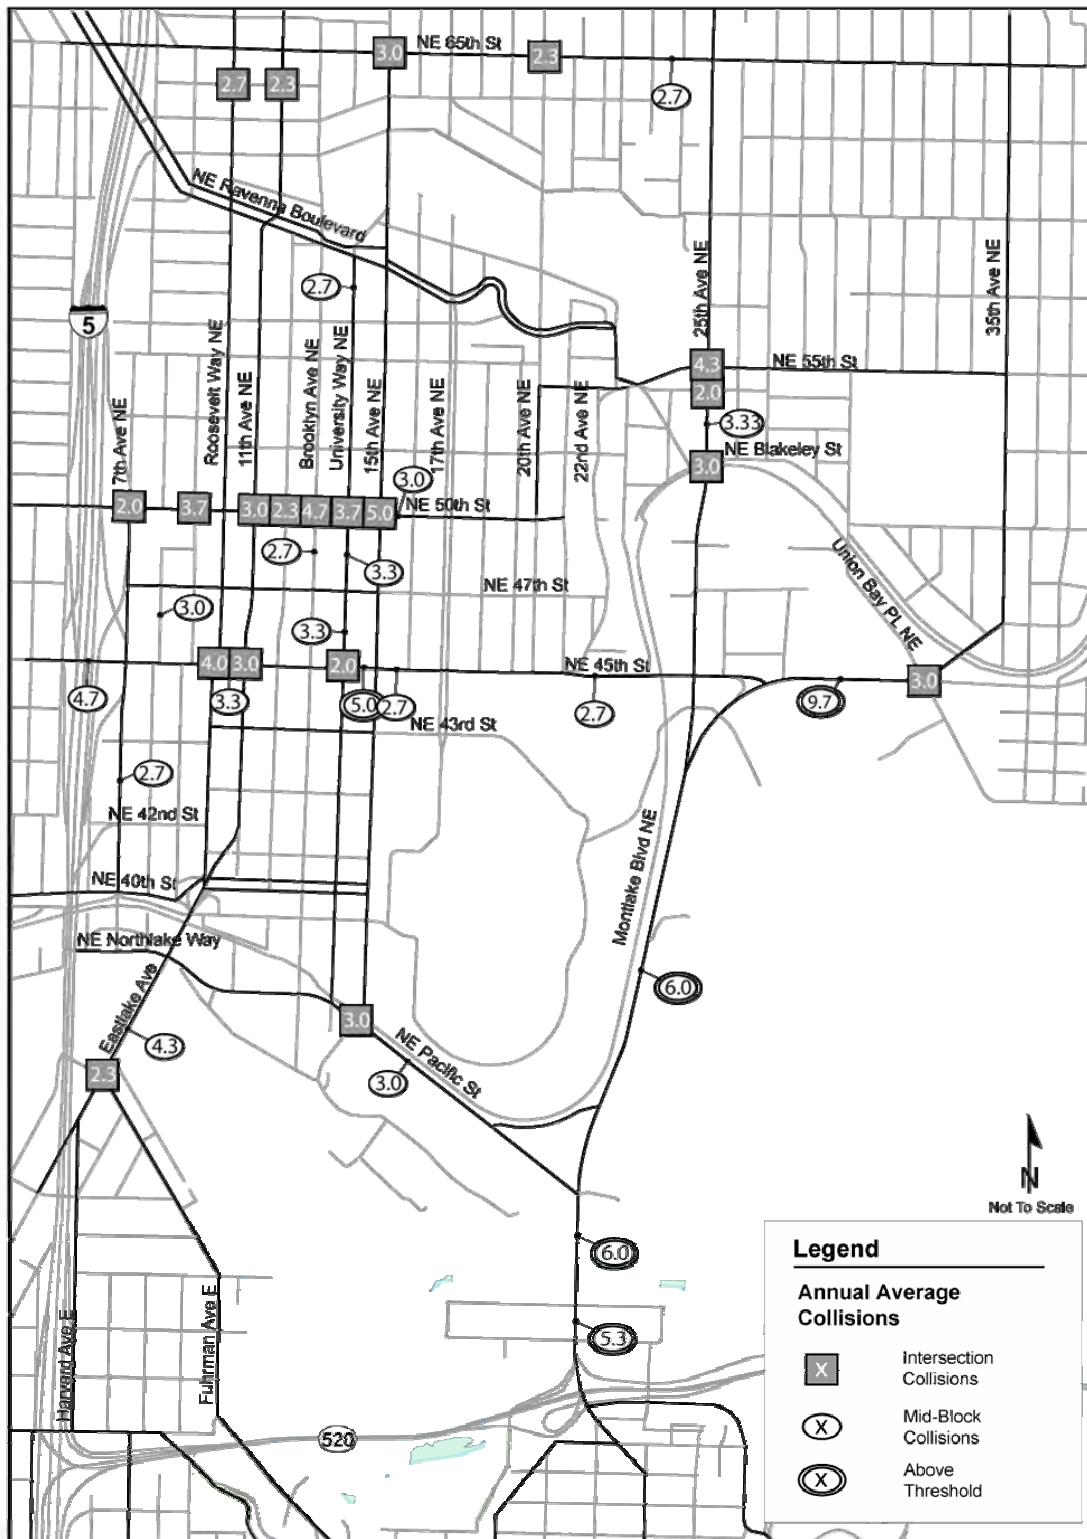 NE 65th St
3.0
2.3
2.7
2.3
2.7
NE Ravenna Boulevard
2.7
5
25th Ave NE
35th Ave NE
Roosevelt Way NE
11th Ave NE
Brooklyn Ave NE
University Way NE
15th Ave NE
17th Ave NE
20th Ave NE
22nd Ave NE
7th Ave NE
4.3
NE 55th St
2.0
3.33
NE Blakeley St
3.0
3.0
NE 50th St
2.0
3.7
3.0
2.3
4.7
3.7
5.0
2.7
3.3
NE 47th St
Union Bay PL NE
3.0
3.3
4.0
3.0
2.0
NE 45th St
3.0
4.7
3.3
5.0
2.7
2.7
9.7
NE 43rd St
2.7
NE 42nd St
NE 40th St
Montlake Blvd NE
NE Northlake Way
6.0
Eastlake Ave
3.0
NE Pacific St
4.3
3.0
2.3
N
Not To Scale
6.0
5.3
Harvard Ave E
Fuhrman Ave E
520
Legend
Annual Average
Collisions
X
Intersection
Collisions
X
Mid-Block
Collisions
X
Above
Threshold